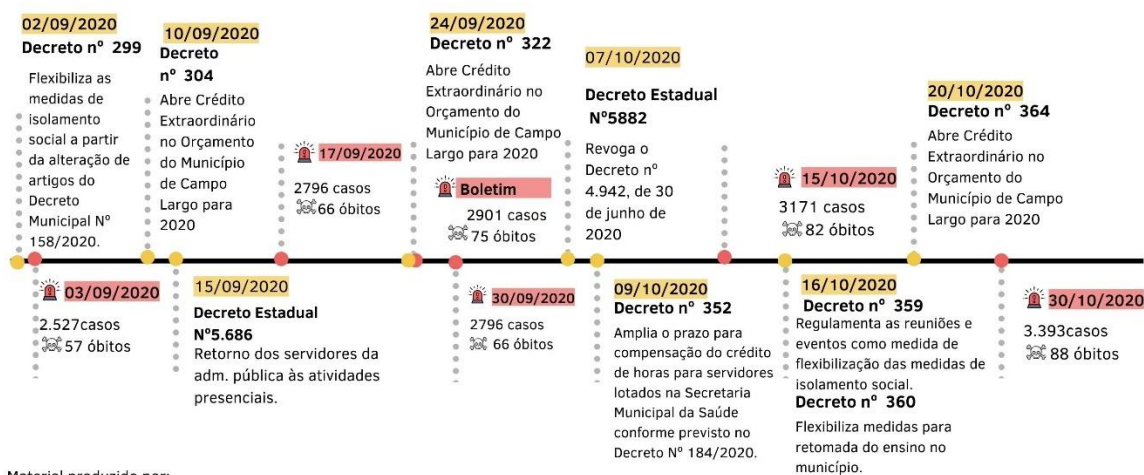 02/09/2020
Decreto nº 299
Flexibiliza as
medidas de
isolamento
social a partir
da alteração de
artigos do
Decreto
Municipal Nº
158/2020.
03/09/2020
2.527casos
57 óbitos
10/09/2020
Decreto
nº 304
Abre Crédito
Extraordinário
no Orçamento
do Município
de Campo
Largo para
2020
15/09/2020
Decreto Estadual
Nº5.686
Retorno dos servidores da
adm. pública às atividades
presenciais.
17/09/2020
2796 casos
66 óbitos
24/09/2020
Decreto nº 322
Abre Crédito
Extraordinário no
Orçamento do
Município de Campo
Largo para 2020
Boletim
2901 casos
75 óbitos
30/09/2020
2796 casos
66 óbitos
07/10/2020
Decreto Estadual
Nº5882
Revoga o
Decreto nº
4.942, de 30
de junho de
2020
09/10/2020
Decreto nº 352
Amplia o prazo para
compensação do crédito
de horas para servidores
lotados na Secretaria
Municipal da Saúde
conforme previsto no
Decreto Nº 184/2020.
15/10/2020
3171 casos
82 óbitos
16/10/2020
Decreto nº 359
Regulamenta as reuniões e
eventos como medida de
flexibilização das medidas de
isolamento social.
Decreto nº 360
Flexibiliza medidas para
retomada do ensino no
município.
20/10/2020
Decreto nº 364
Abre Crédito
Extraordinário no
Orçamento do
Município de Campo
Largo para 2020
30/10/2020
3.393casos
88 óbitos
Material produzido por: